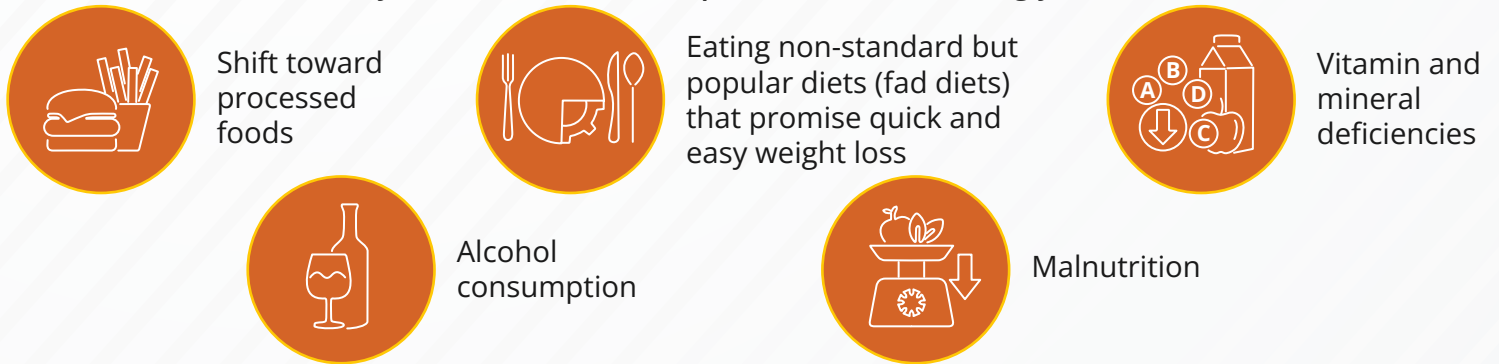 Shift toward
processed
foods
Eating non-standard but
popular diets (fad diets)
that promise quick and
easy weight loss
A
B
D
C
Vitamin and
mineral
deficiencies
Alcohol
consumption
Malnutrition